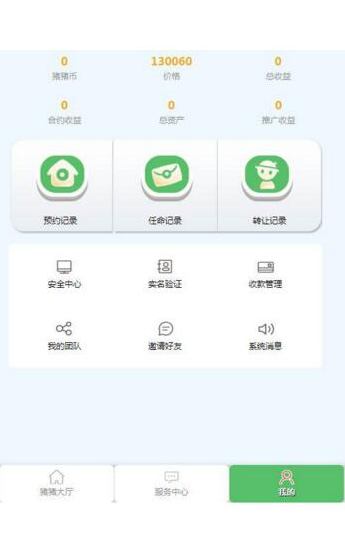 0 130060 0
猪猪币 价格 总收益
0 0 0
合约收益 总资产 推广收益
预约记录 任命记录 转让记录
安全中心 实名验证 收款管理
我的团队 邀请好友 系统消息
猪猪大厅 服务中心 我的